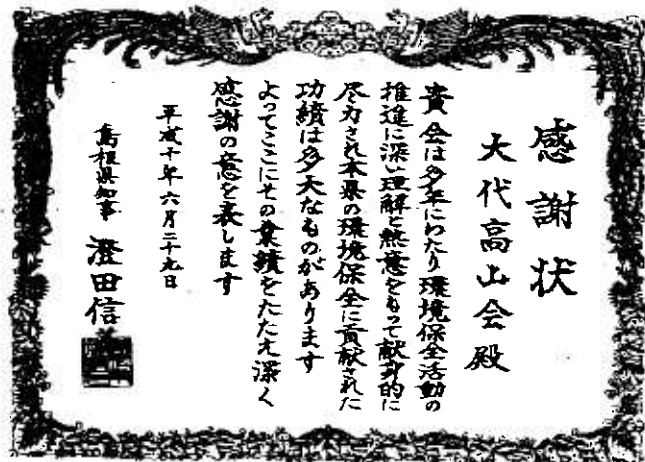 感謝状
大代高山会殿
貴会は多年にわたり環境保全活動の
推進に深い理解と熱意をもって献身的に
尽力され本県の環境保全に貢献された
功績は多大なものがあります
よってここにその業績をたたえ深く
感謝の意を表します
平成十年六月二十九日
島根県知事 澄田信義